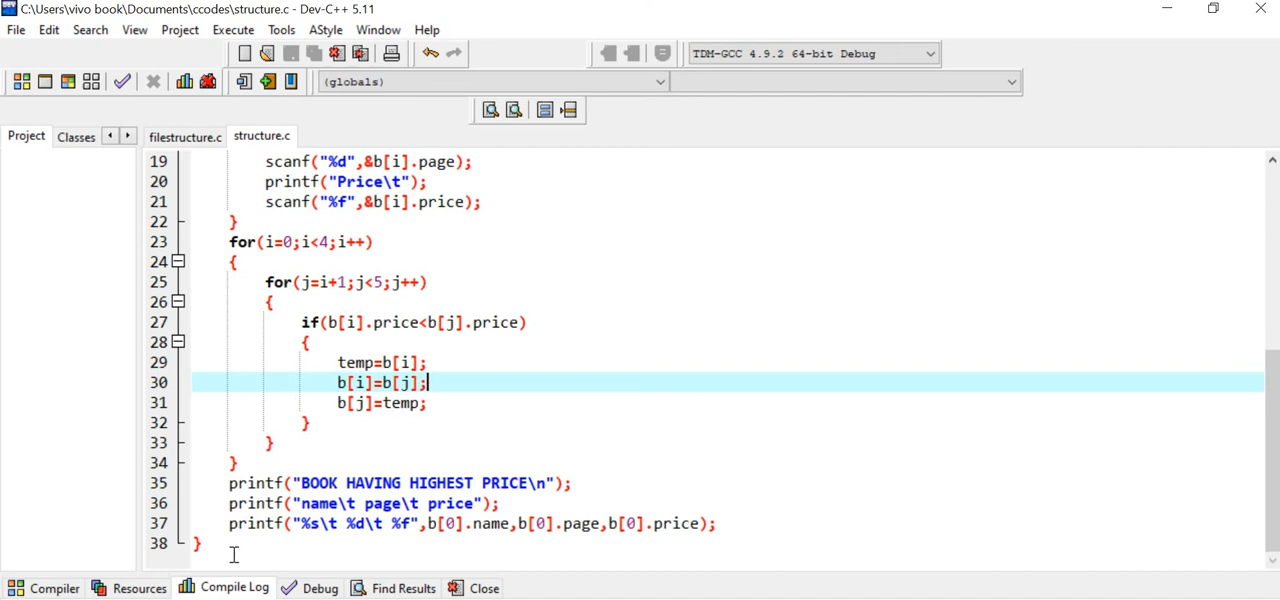 C:\Users\vivo book\Documents\ccodes\structure.c - Dev-C++ 5.11
File Edit Search View Project Execute Tools AStyle Window Help
TDM-GCC 4.9.2 64-bit Debug
(globals)
Project Classes filestructure.c structure.c
19 scanf("%d",&b[i].page);
20 printf("Price\t");
21 scanf("%f",&b[i].price);
22 }
23 for(i=0;i<4;i++)
24 {
25 for(j=i+1;j<5;j++)
26 {
27 if(b[i].price<b[j].price)
28 {
29 temp=b[i];
30 b[i]=b[j];
31 b[j]=temp;
32 }
33 }
34 }
35 printf("BOOK HAVING HIGHEST PRICE\n");
36 printf("name\t page\t price");
37 printf("%s\t %d\t %f",b[0].name,b[0].page,b[0].price);
38 }
Compiler Resources Compile Log Debug Find Results Close